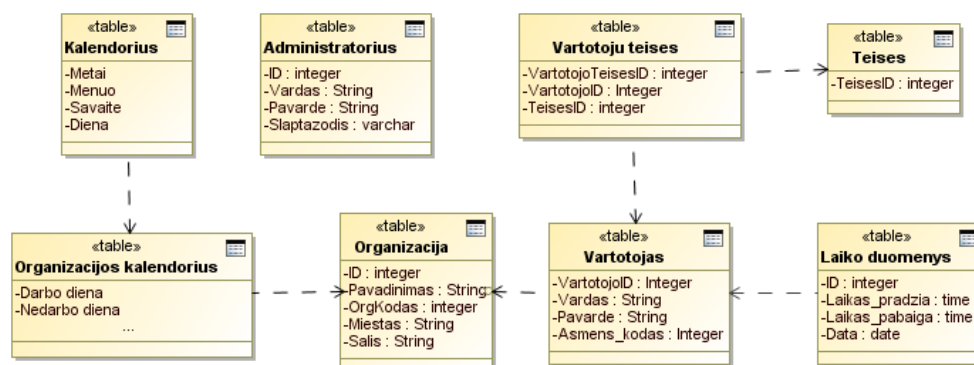 «table»
Kalendorius
-Metai
-Menuo
-Savaite
-Diena
«table»
Administratorius
-ID : integer
-Vardas : String
-Pavarde : String
-Slaptazodis : varchar
«table»
Vartotoju teises
-VartotojoTeisesID : integer
-VartotojoID : Integer
-TeisesID : integer
«table»
Teises
-TeisesID : integer
«table»
Organizacijos kalendorius
-Darbo diena
-Nedarbo diena
...
«table»
Organizacija
-ID : integer
-Pavadinimas : String
-OrgKodas : integer
-Miestas : String
-Salis : String
«table»
Vartotojas
-VartotojoID : Integer
-Vardas : String
-Pavarde : String
-Asmens_kodas : Integer
«table»
Laiko duomenys
-ID : integer
-Laikas_pradzia : time
-Laikas_pabaiga : time
-Data : date